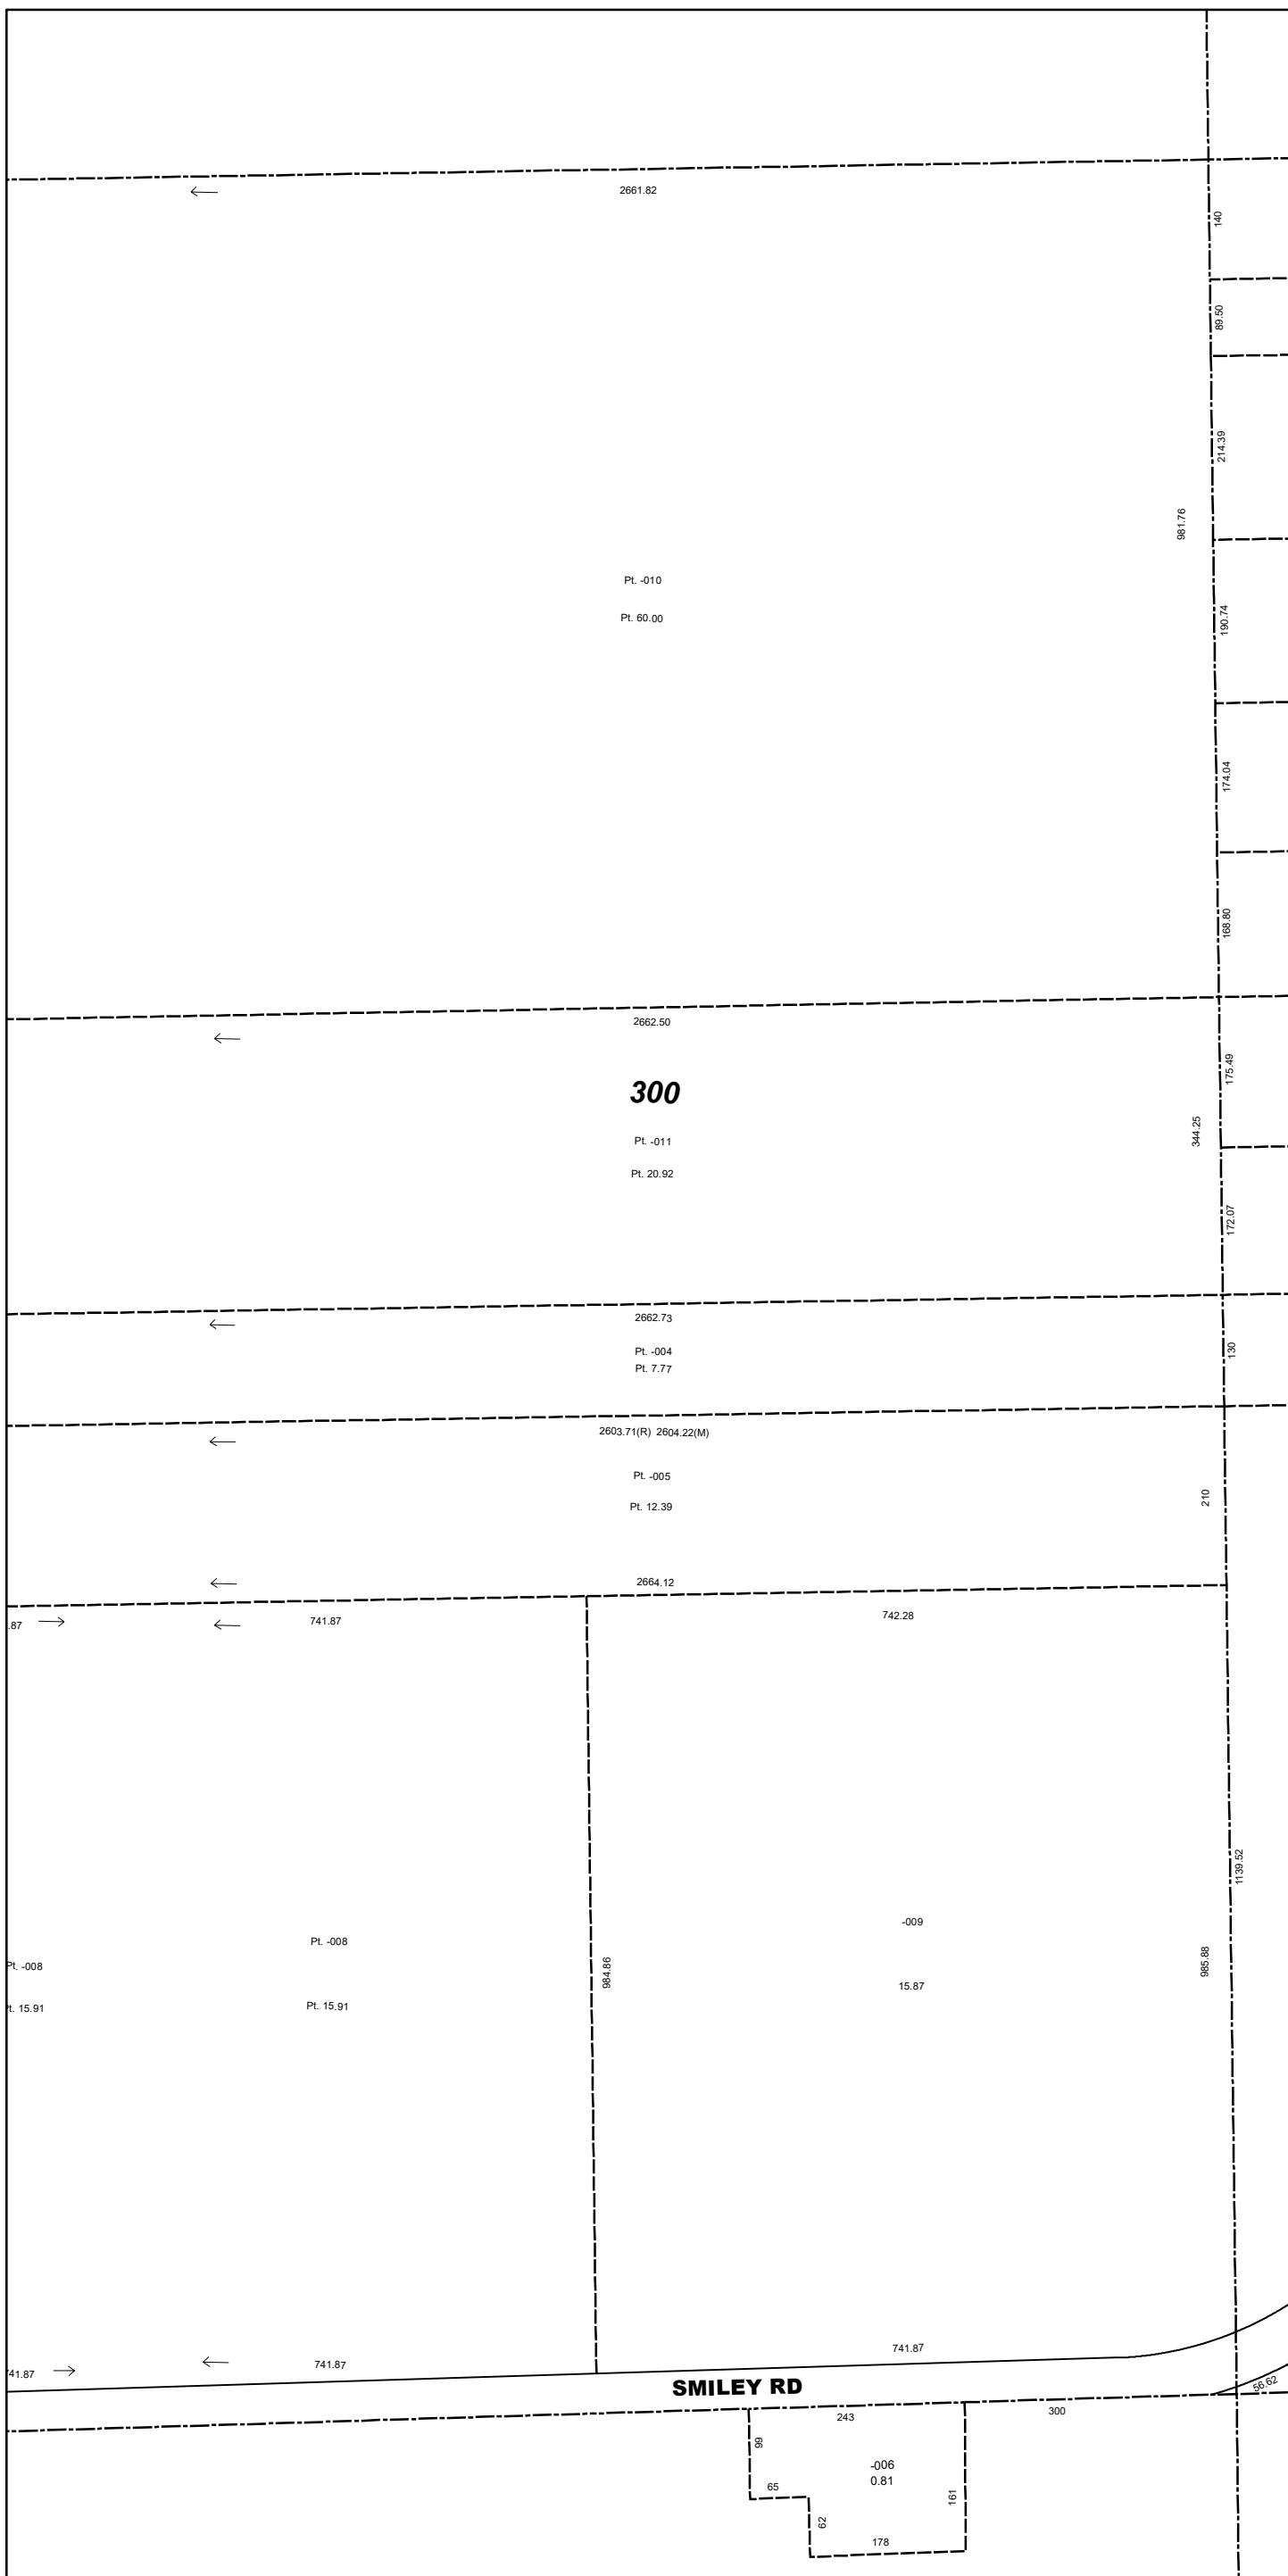 2661.82
140
89.50
214.39
981.76
Pt. -010
Pt. 60.00
190.74
174.04
168.80
2662.50
175.49
300
344.25
Pt. -011
Pt. 20.92
172.07
2662.73
130
Pt. -004
Pt. 7.77
2603.71(R) 2604.22(M)
Pt. -005
210
Pt. 12.39
2664.12
.87
741.87
742.28
1139.52
-009
Pt. -008
Pt. -008
985.88
984.86
15.87
Pt. 15.91
t. 15.91
741.87
741.87
41.87
SMILEY RD
56.62
300
243
99
-006
0.81
65
161
62
178